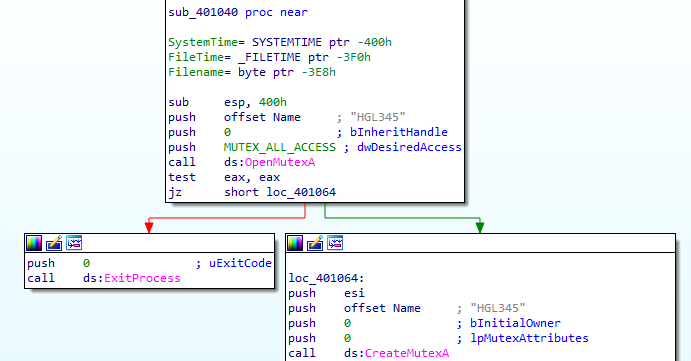 sub_401040 proc near
SystemTime= SYSTEMTIME ptr -400h
FileTime= _FILETIME ptr -3F0h
Filename= byte ptr -3E8h
sub     esp, 400h
push    offset Name     ; "HGL345"
push    0               ; bInheritHandle
push    MUTEX_ALL_ACCESS ; dwDesiredAccess
call    ds:OpenMutexA
test    eax, eax
jz      short loc_401064
push    0               ; uExitCode
call    ds:ExitProcess
loc_401064:
push    esi
push    offset Name     ; "HGL345"
push    0               ; bInitialOwner
push    0               ; lpMutexAttributes
call    ds:CreateMutexA